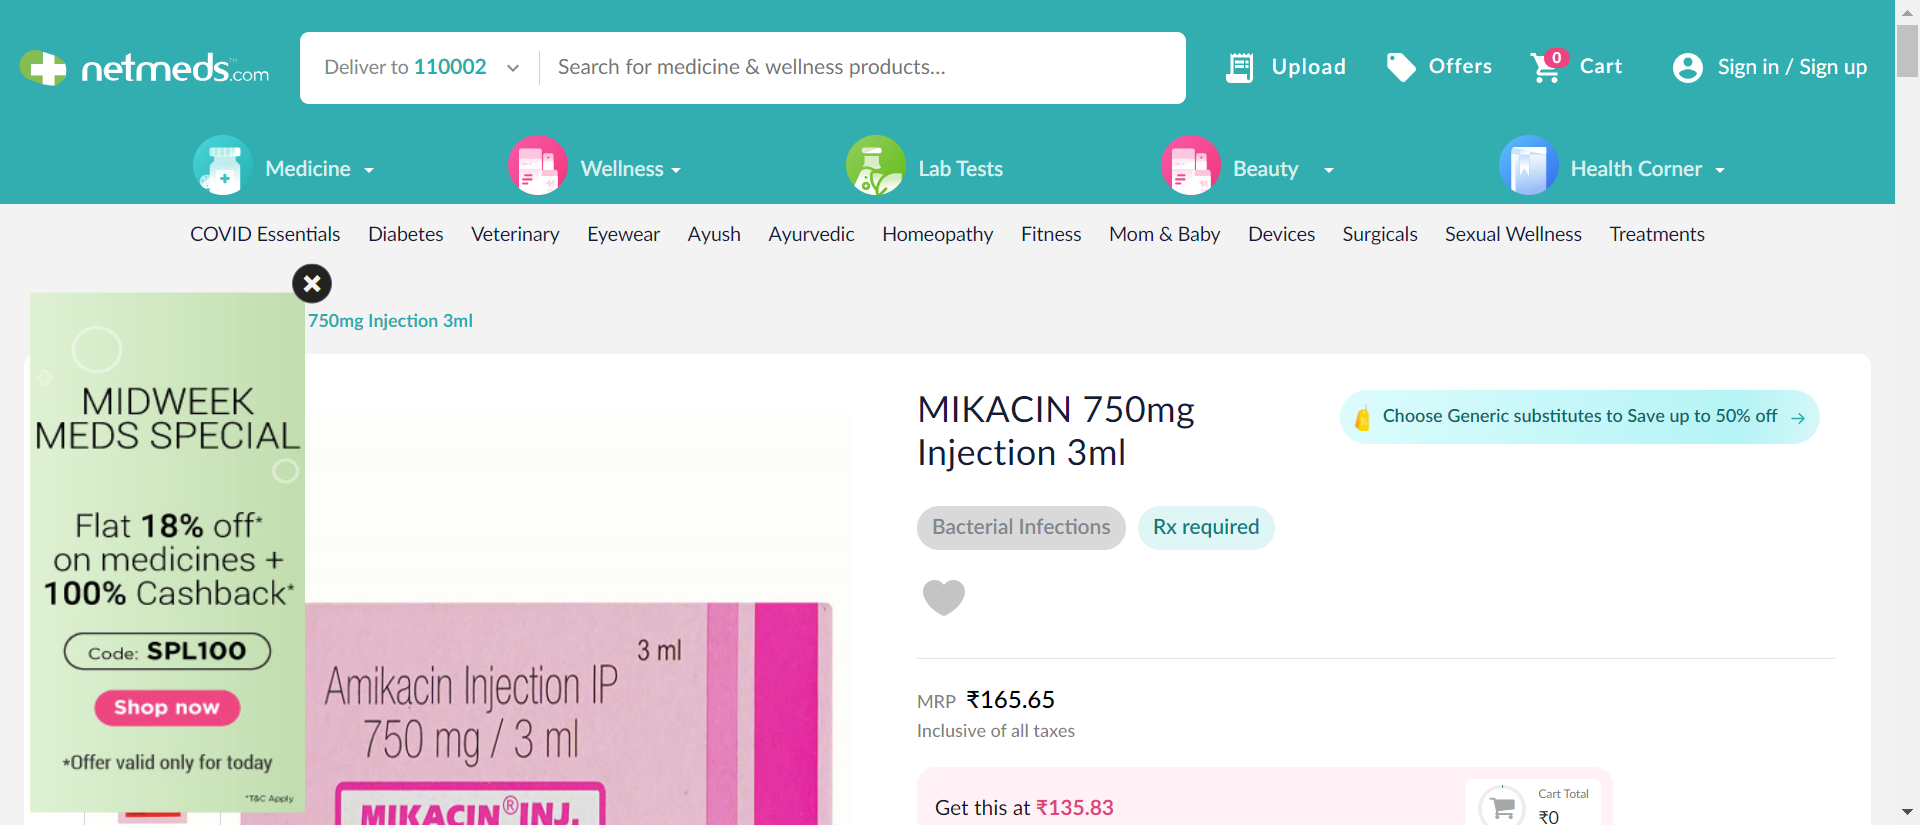 netmeds.com
Deliver to 110002
Search for medicine & wellness products...
Upload
Offers
0
Cart
Sign in / Sign up
Medicine
Wellness
Lab Tests
Beauty
Health Corner
COVID Essentials
Diabetes
Veterinary
Eyewear
Ayush
Ayurvedic
Homeopathy
Fitness
Mom & Baby
Devices
Surgicals
Sexual Wellness
Treatments
750mg Injection 3ml
MIDWEEK
MEDS SPECIAL
Flat 18% off*
on medicines +
100% Cashback*
Code: SPL100
Shop now
*Offer valid only for today
*T&C Apply
3 ml
Amikacin Injection IP
750 mg / 3 ml
MIKACIN® INJ.
MIKACIN 750mg
Injection 3ml
Choose Generic substitutes to Save up to 50% off →
Bacterial Infections
Rx required
MRP ₹165.65
Inclusive of all taxes
Get this at ₹135.83
Cart Total
₹0